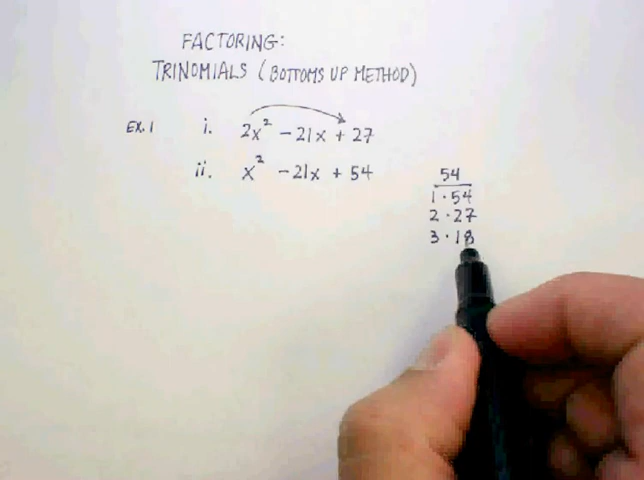 FACTORING:
TRINOMIALS (BOTTOMS UP METHOD)
EX. 1 i. 2x² - 21x + 27
ii. x² - 21x + 54
54
1 · 54
2 · 27
3 · 18